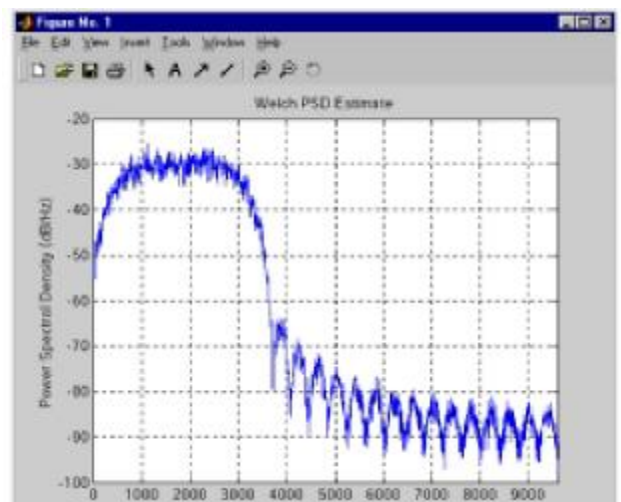 Figure No. 1
File Edit View Insert Tools Window Help
Welch PSD Estimate
Power Spectral Density (dB/Hz)
-20
-30
-40
-50
-60
-70
-80
-90
-100
0 1000 2000 3000 4000 5000 6000 7000 8000 9000